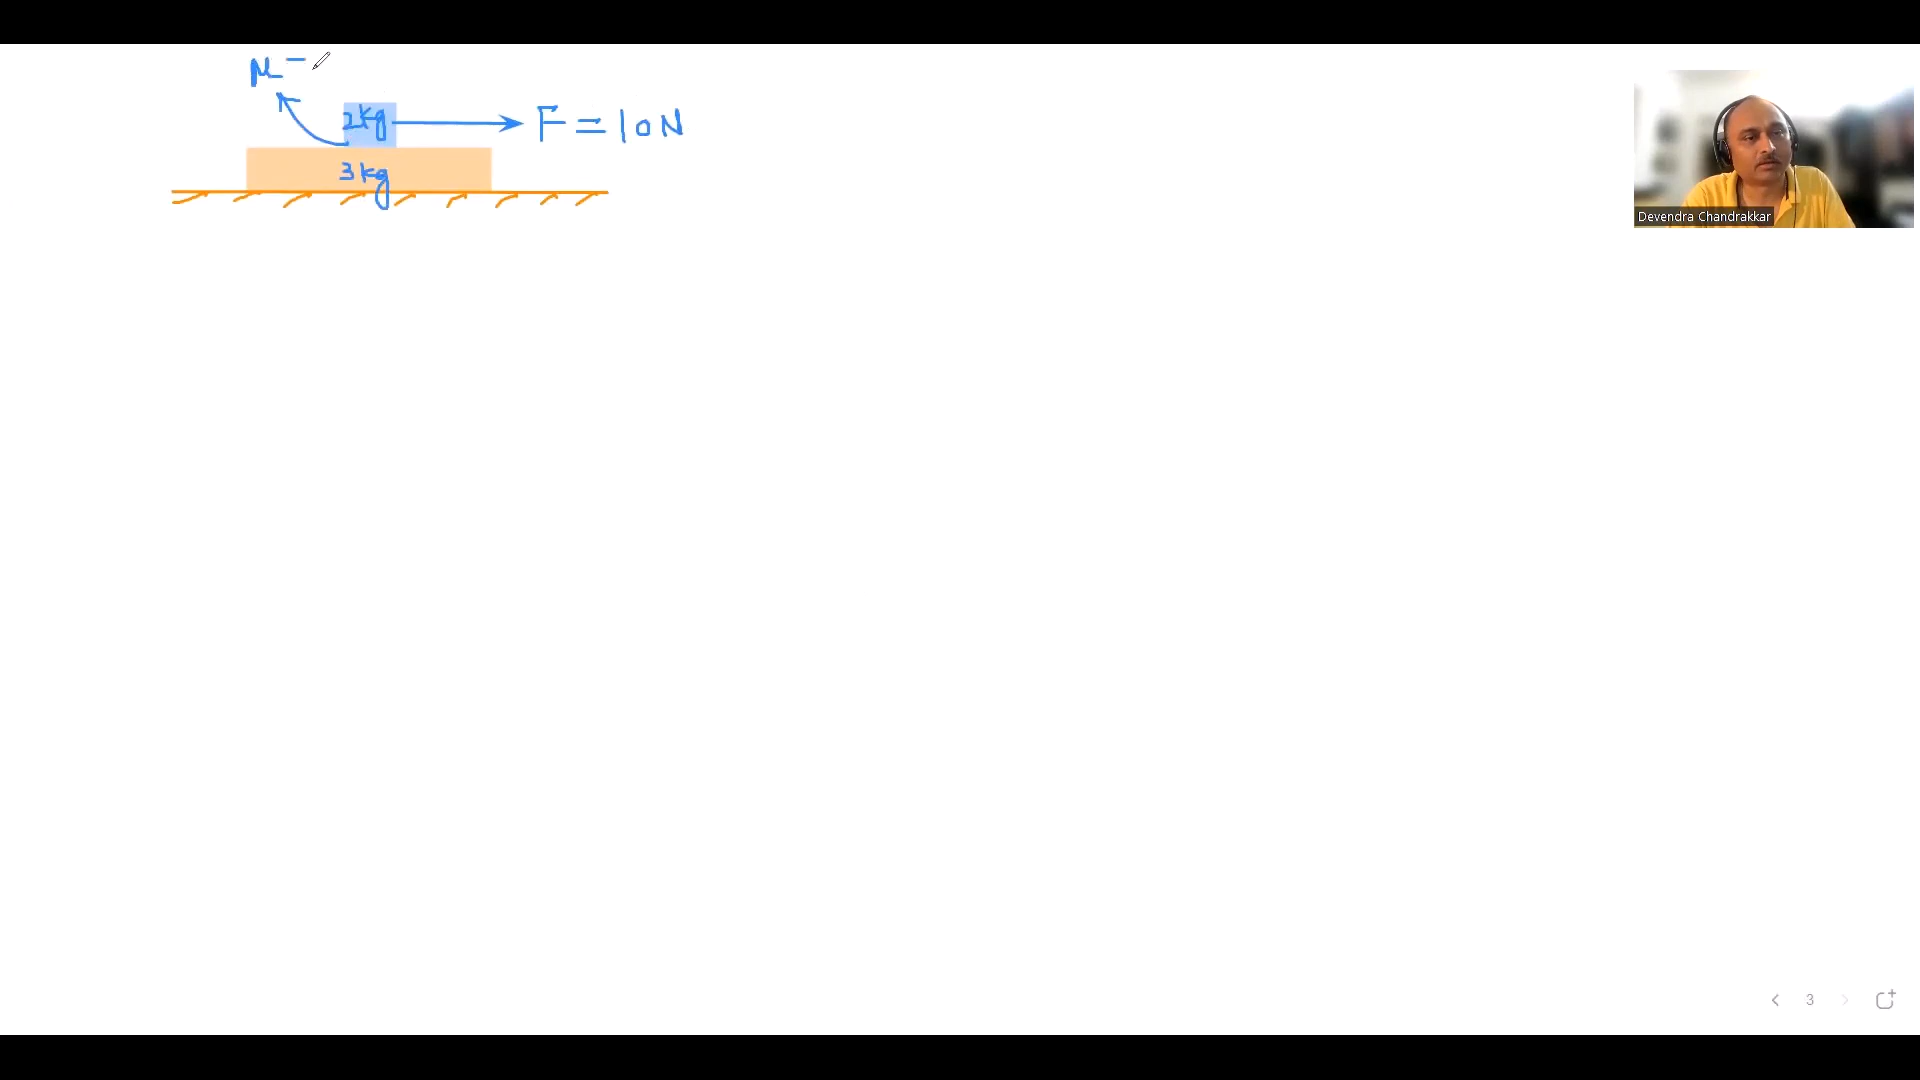 μ =
2kg F = 10N
3kg
Devendra Chandrakkar
3